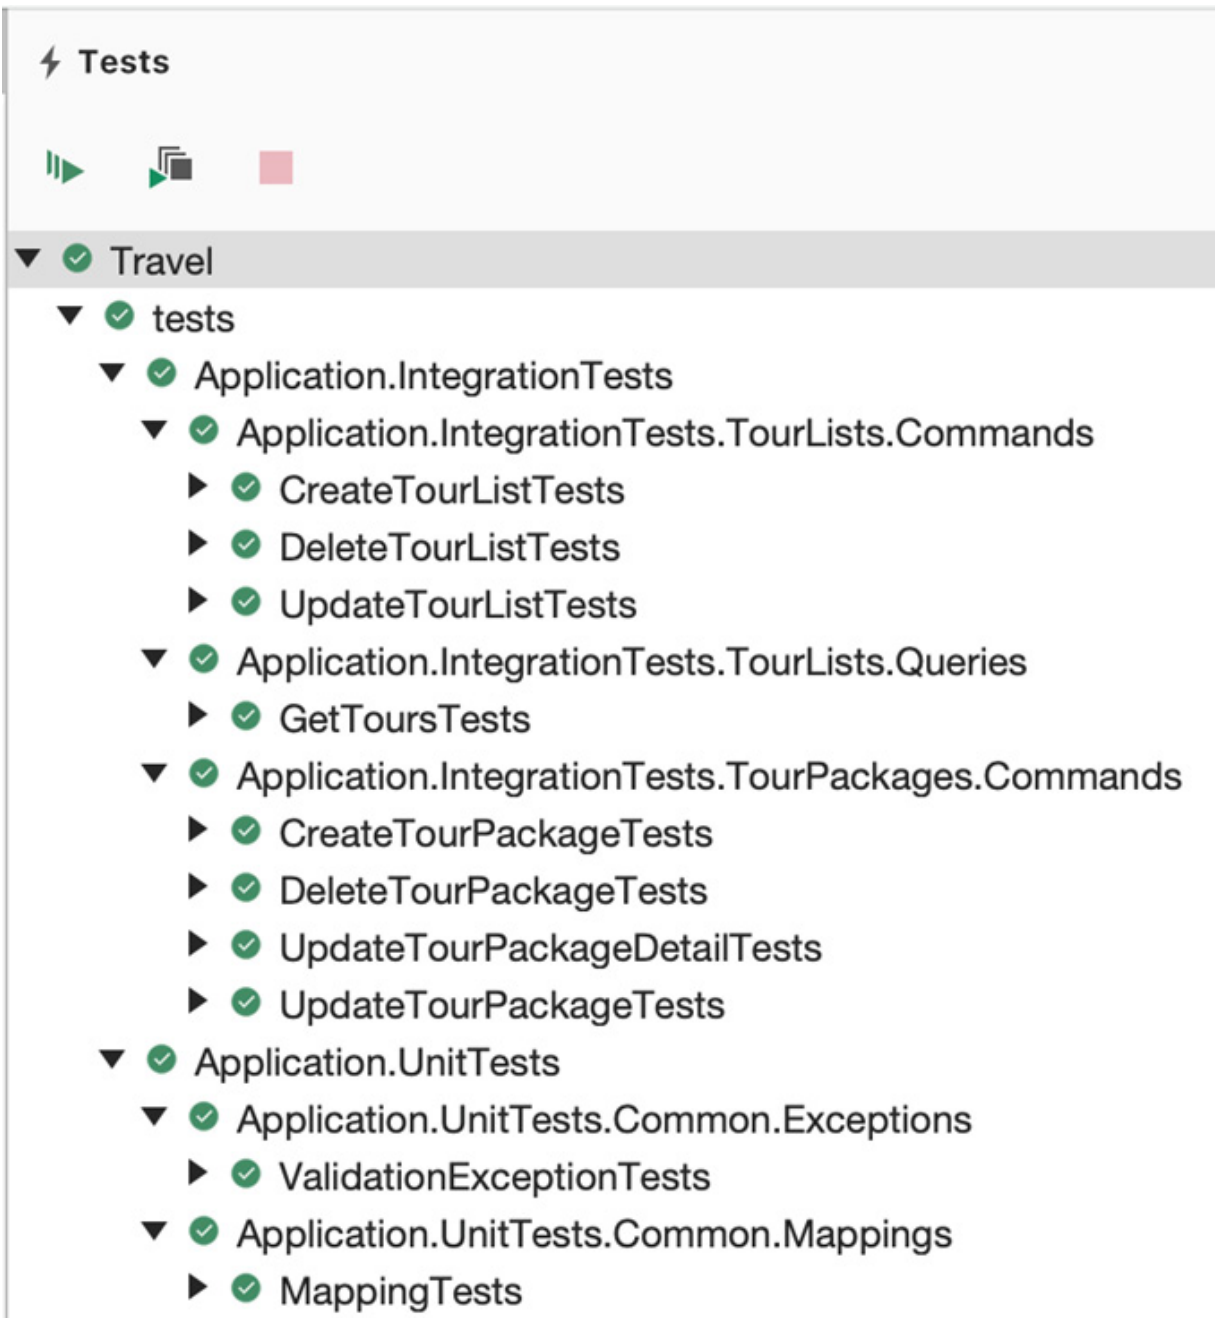 Tests
Travel
tests
Application.IntegrationTests
Application.IntegrationTests.TourLists.Commands
CreateTourListTests
DeleteTourListTests
UpdateTourListTests
Application.IntegrationTests.TourLists.Queries
GetToursTests
Application.IntegrationTests.TourPackages.Commands
CreateTourPackageTests
DeleteTourPackageTests
UpdateTourPackageDetailTests
UpdateTourPackageTests
Application.UnitTests
Application.UnitTests.Common.Exceptions
ValidationExceptionTests
Application.UnitTests.Common.Mappings
MappingTests